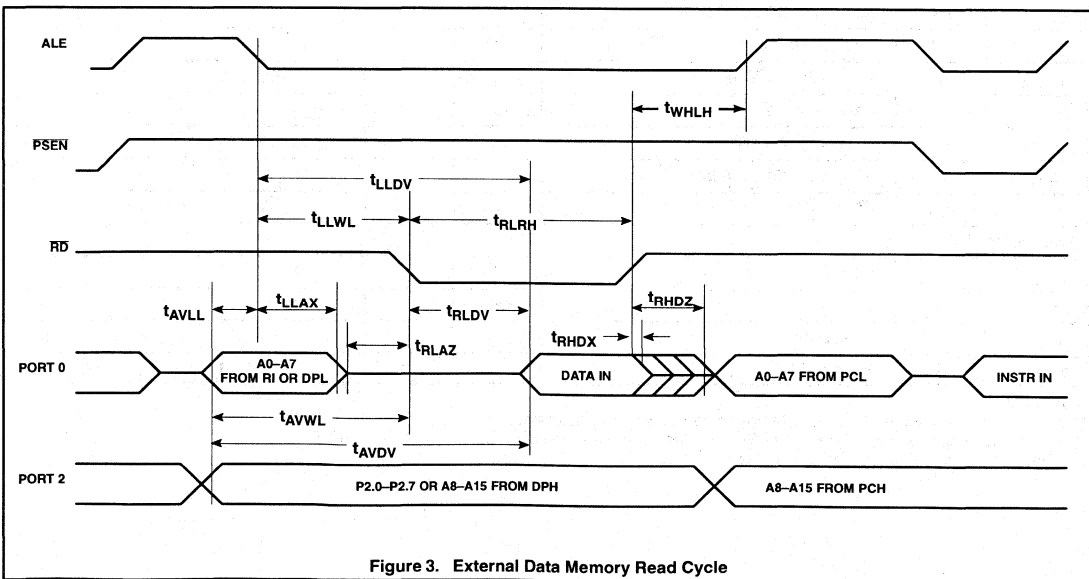 ALE
tWHLH
PSEN
tLLDV
tLLWL
tRLRH
RD
tAVLL
tLLAX
tRLDV
tRHDZ
tRLAZ
tRHDX
PORT 0
A0–A7
FROM RI OR DPL
DATA IN
A0–A7 FROM PCL
INSTR IN
tAVWL
tAVDV
PORT 2
P2.0–P2.7 OR A8–A15 FROM DPH
A8–A15 FROM PCH
Figure 3. External Data Memory Read Cycle